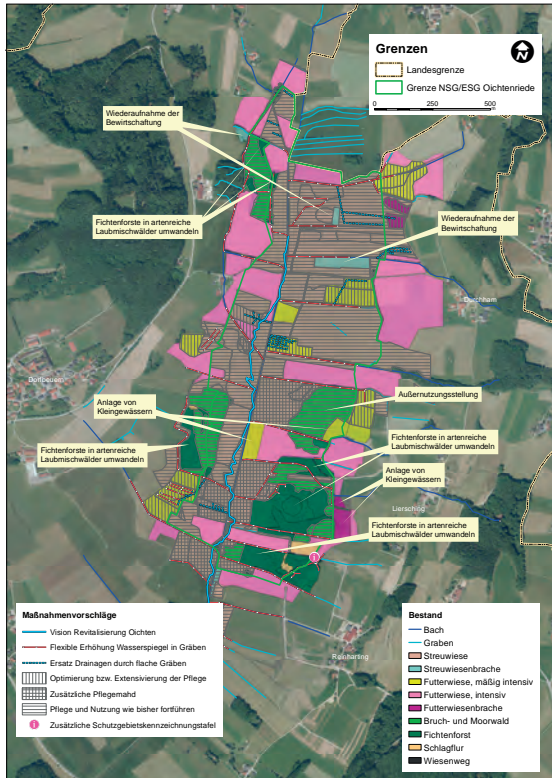 Grenzen
N
Landesgrenze
Grenze NSG/ESG Oichtenriede
0 250 500
m
Wiederaufnahme der
Bewirtschaftung
Fichtenforste in artenreiche
Laubmischwälder umwandeln
Wiederaufnahme der
Bewirtschaftung
Durchham
Außernutzungsstellung
Anlage von
Kleingewässern
Fichtenforste in artenreiche
Laubmischwälder umwandeln
Fichtenforste in artenreiche
Laubmischwälder umwandeln
Anlage von
Kleingewässern
Fichtenforste in artenreiche
Laubmischwälder umwandeln
i
Maßnahmenvorschläge
Vision Revitalisierung Oichten
Flexible Erhöhung Wasserspiegel in Gräben
Ersatz Drainagen durch flache Gräben
Optimierung bzw. Extensivierung der Pflege
Zusätzliche Pflegemahd
Pflege und Nutzung wie bisher fortführen
i Zusätzliche Schutzgebietskennzeichnungstafel
Bestand
Bach
Graben
Streuwiese
Streuwiesenbrache
Futterwiese, mäßig intensiv
Futterwiese, intensiv
Futterwiesenbrache
Bruch- und Moorwald
Fichtenforst
Schlagflur
Wiesenweg